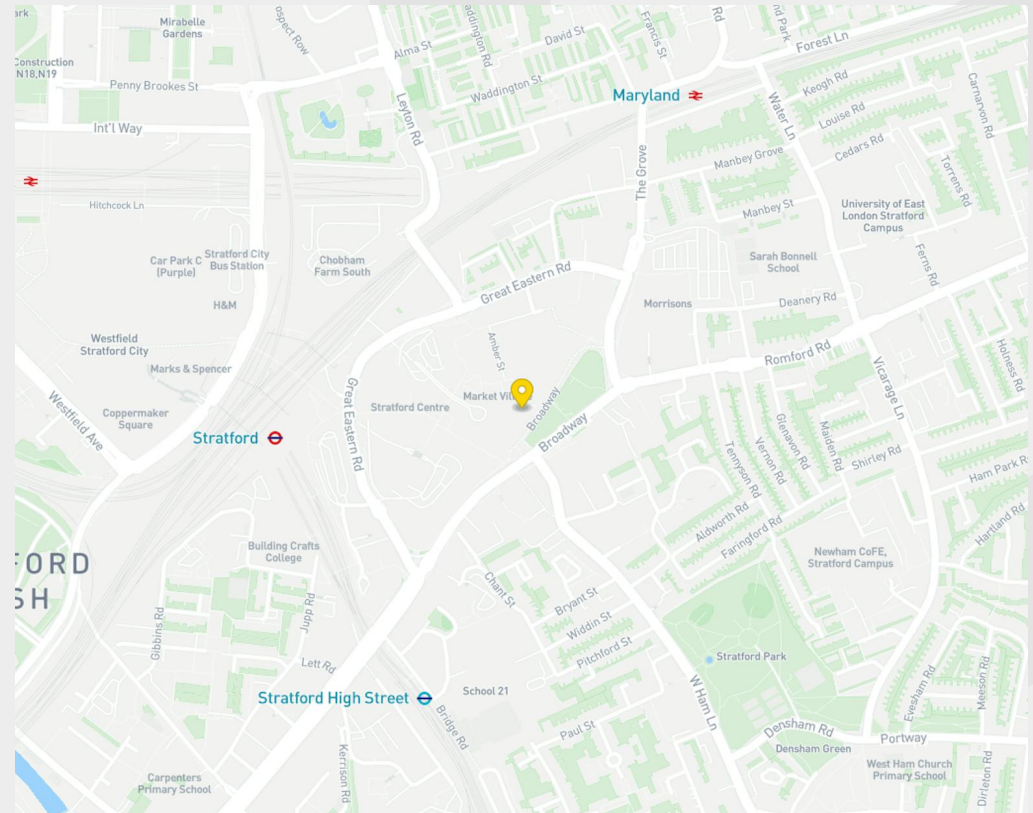 ark
Mirabelle
Gardens
ospect Row
addington Rd
David St
Francis St
Rd
nd Park
Forest Ln
Alma St
Construction
N18,N19
Penny Brookes St
Waddington St
Maryland
Keogh Rd
Carnarvon Rd
Leyton Rd
Water Ln
Louise Rd
Int'l Way
Cedars Rd
The Grove
Manbey Grove
Torrens Rd
Hitchcock Ln
Manbey St
University of East
London Stratford
Campus
Car Park C
(Purple)
Stratford City
Bus Station
Chobham
Farm South
Sarah Bonnell
School
Ferns Rd
Great Eastern Rd
H&M
Morrisons
Deanery Rd
Westfield
Stratford City
Amber St
Romford Rd
Holness Rd
Marks & Spencer
Vicarage Ln
Westfield Ave
Coppermaker
Square
Great Eastern Rd
Stratford Centre
Market Vil
Broadway
Broadway
Stratford
Tennyson Rd
Vernon Rd
Glenavon Rd
Maiden Rd
Shirley Rd
Ham Park R
Aldworth Rd
Faringford Rd
Hartland Rd
FORD
SH
Building Crafts
College
Newham CoFE,
Stratford Campus
Chant St
Bryant St
Gibbins Rd
Jupp Rd
Widdin St
Pitchford St
Lett Rd
Stratford Park
Stratford High Street
School 21
W Ham Ln
Evesham Rd
Meeson Rd
Bridge Rd
Paul St
Densham Rd
Densham Green
Portway
Kerrison Rd
Carpenters
Primary School
West Ham Church
Primary School
Dirleton Rd